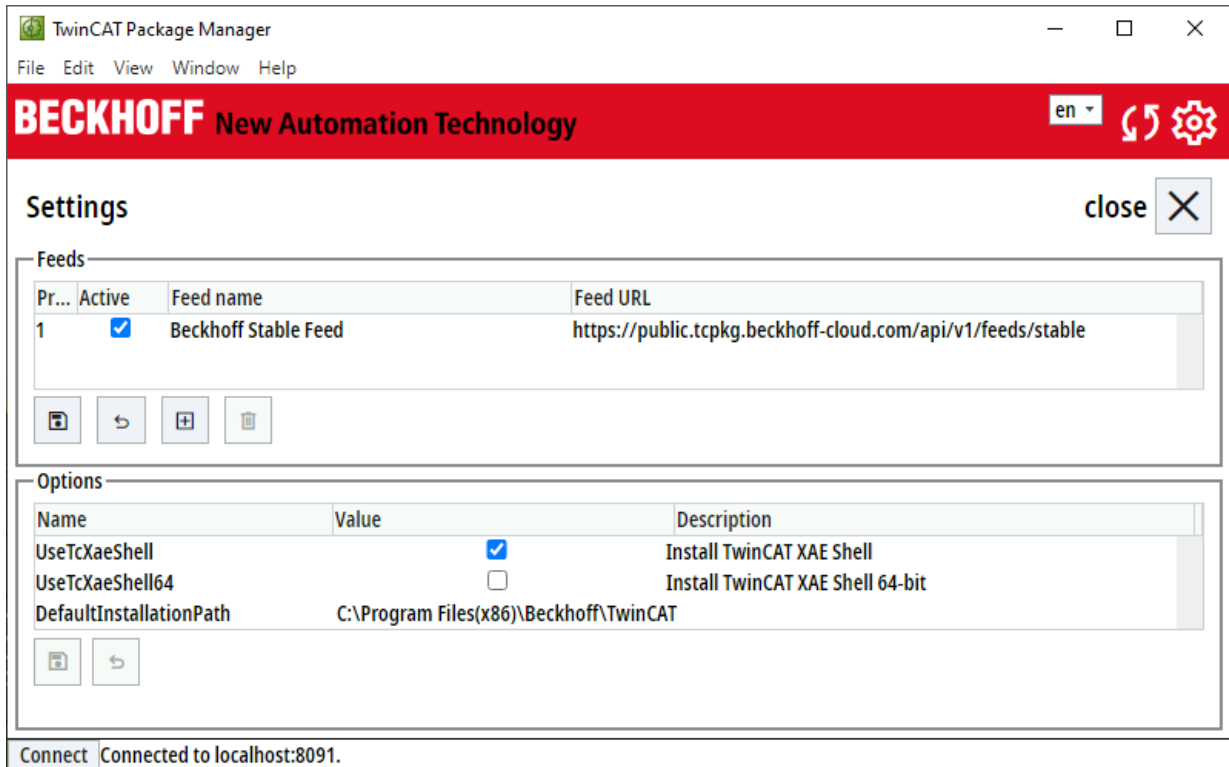 TwinCAT Package Manager
File Edit View Window Help
BECKHOFF New Automation Technology
en
Settings
close
Feeds
Pr... Active Feed name Feed URL
1 Beckhoff Stable Feed https://public.tcpkg.beckhoff-cloud.com/api/v1/feeds/stable
Options
Name Value Description
UseTcXaeShell Install TwinCAT XAE Shell
UseTcXaeShell64 Install TwinCAT XAE Shell 64-bit
DefaultInstallationPath C:\Program Files(x86)\Beckhoff\TwinCAT
Connect Connected to localhost:8091.